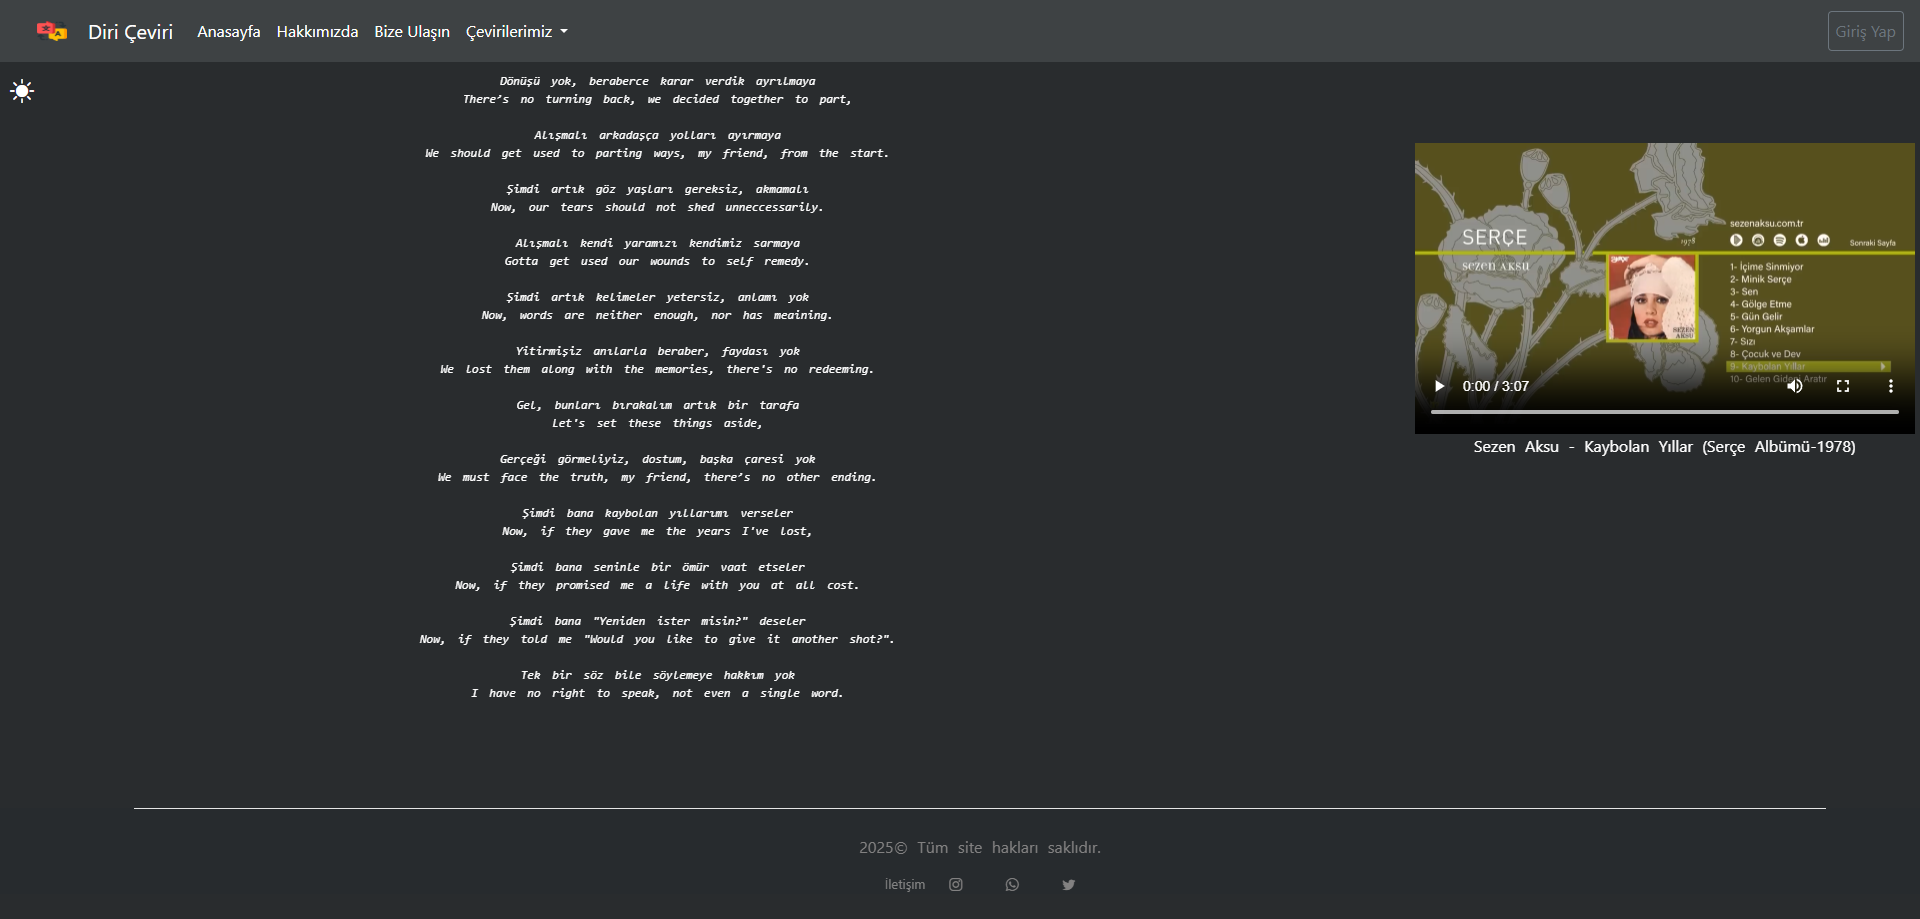 Diri Çeviri Anasayfa Hakkımızda Bize Ulaşın Çevirilerimiz Giriş Yap
Dönüşü yok, beraberce karar verdik ayrılmaya
There’s no turning back, we decided together to part,
Alışmalı arkadaşça yolları ayırmaya
We should get used to parting ways, my friend, from the start.
Şimdi artık göz yaşları gereksiz, akmamalı
Now, our tears should not shed unneccessarily.
Alışmalı kendi yaramızı kendimiz sarmaya
Gotta get used our wounds to self remedy.
Şimdi artık kelimeler yetersiz, anlamı yok
Now, words are neither enough, nor has meaining.
Yitirmişiz anılarla beraber, faydası yok
We lost them along with the memories, there's no redeeming.
Gel, bunları bırakalım artık bir tarafa
Let's set these things aside,
Gerçeği görmeliyiz, dostum, başka çaresi yok
We must face the truth, my friend, there’s no other ending.
Şimdi bana kaybolan yıllarımı verseler
Now, if they gave me the years I've lost,
Şimdi bana seninle bir ömür vaat etseler
Now, if they promised me a life with you at all cost.
Şimdi bana "Yeniden ister misin?" deseler
Now, if they told me "Would you like to give it another shot?".
Tek bir söz bile söylemeye hakkım yok
I have no right to speak, not even a single word.
SERÇE
sezen aksu
1978
sezenaksu.com.tr
Sonraki Sayfa
SEZEN AKSU
1- İçime Sinmiyor
2- Minik Serçe
3- Sen
4- Gölge Etme
5- Gün Gelir
6- Yorgun Akşamlar
7- Sızı
8- Çocuk ve Dev
9- Kaybolan Yıllar
10- Gelen Gideni Aratır
0:00 / 3:07
Sezen Aksu - Kaybolan Yıllar (Serçe Albümü-1978)
2025© Tüm site hakları saklıdır.
İletişim